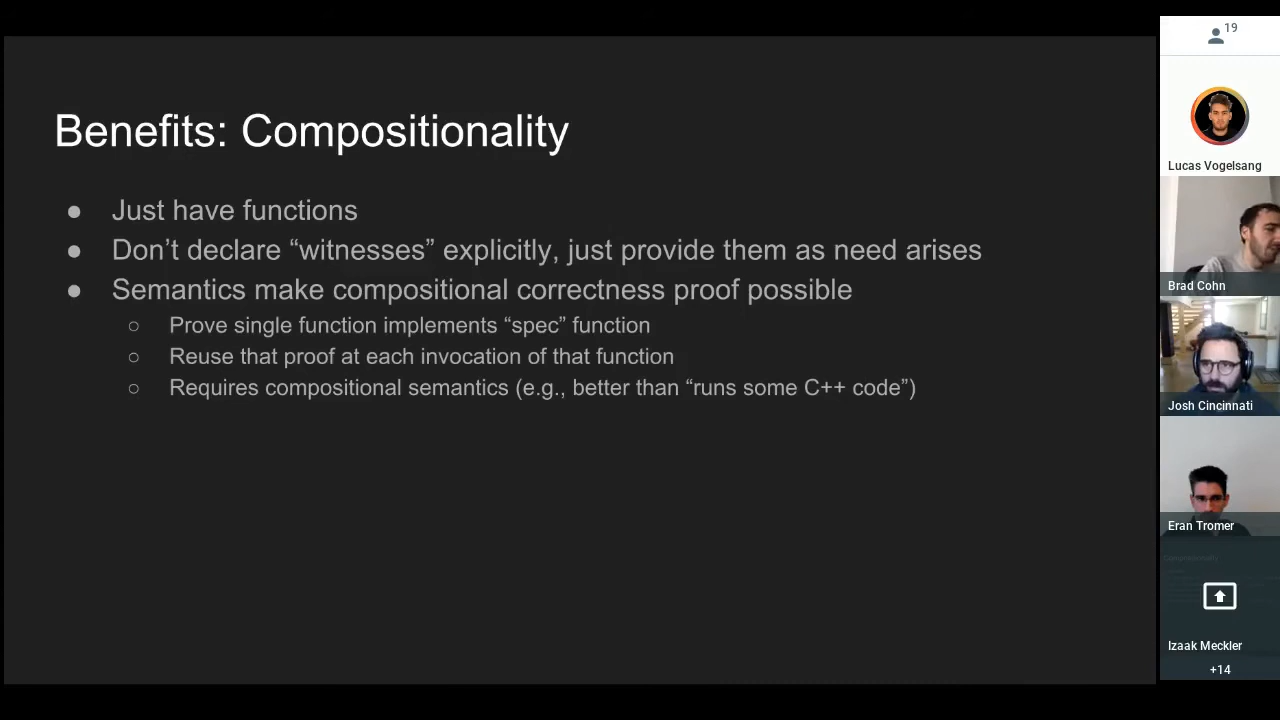 Benefits: Compositionality
● Just have functions
● Don’t declare “witnesses” explicitly, just provide them as need arises
● Semantics make compositional correctness proof possible
○ Prove single function implements “spec” function
○ Reuse that proof at each invocation of that function
○ Requires compositional semantics (e.g., better than “runs some C++ code”)
19
Lucas Vogelsang
Brad Cohn
Josh Cincinnati
Eran Tromer
Izaak Meckler
+14